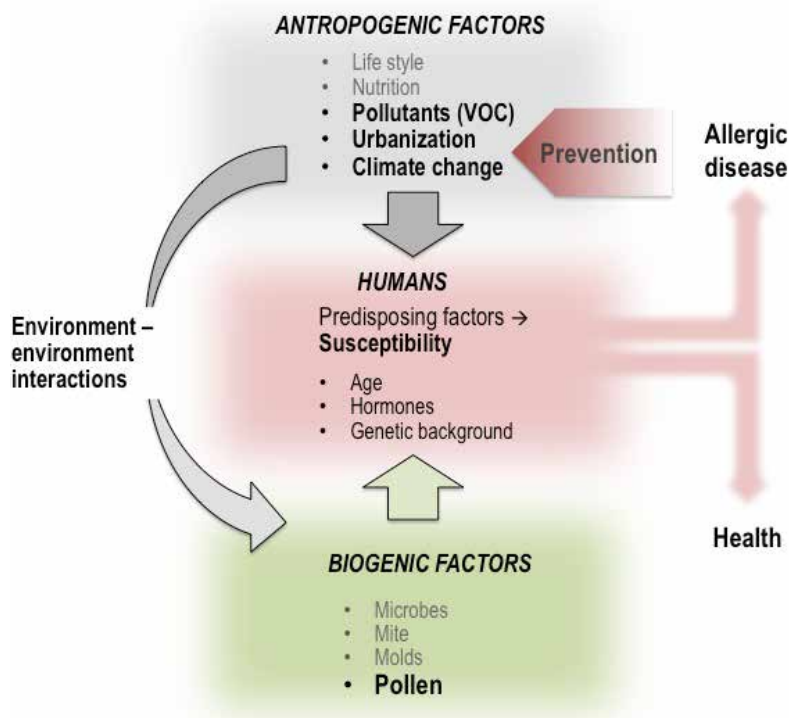 ANTROPOGENIC FACTORS
• Life style
• Nutrition
• Pollutants (VOC)
• Urbanization
• Climate change
Prevention
Allergic
disease
HUMANS
Predisposing factors →
Susceptibility
• Age
• Hormones
• Genetic background
Environment –
environment
interactions
Health
BIOGENIC FACTORS
• Microbes
• Mite
• Molds
• Pollen